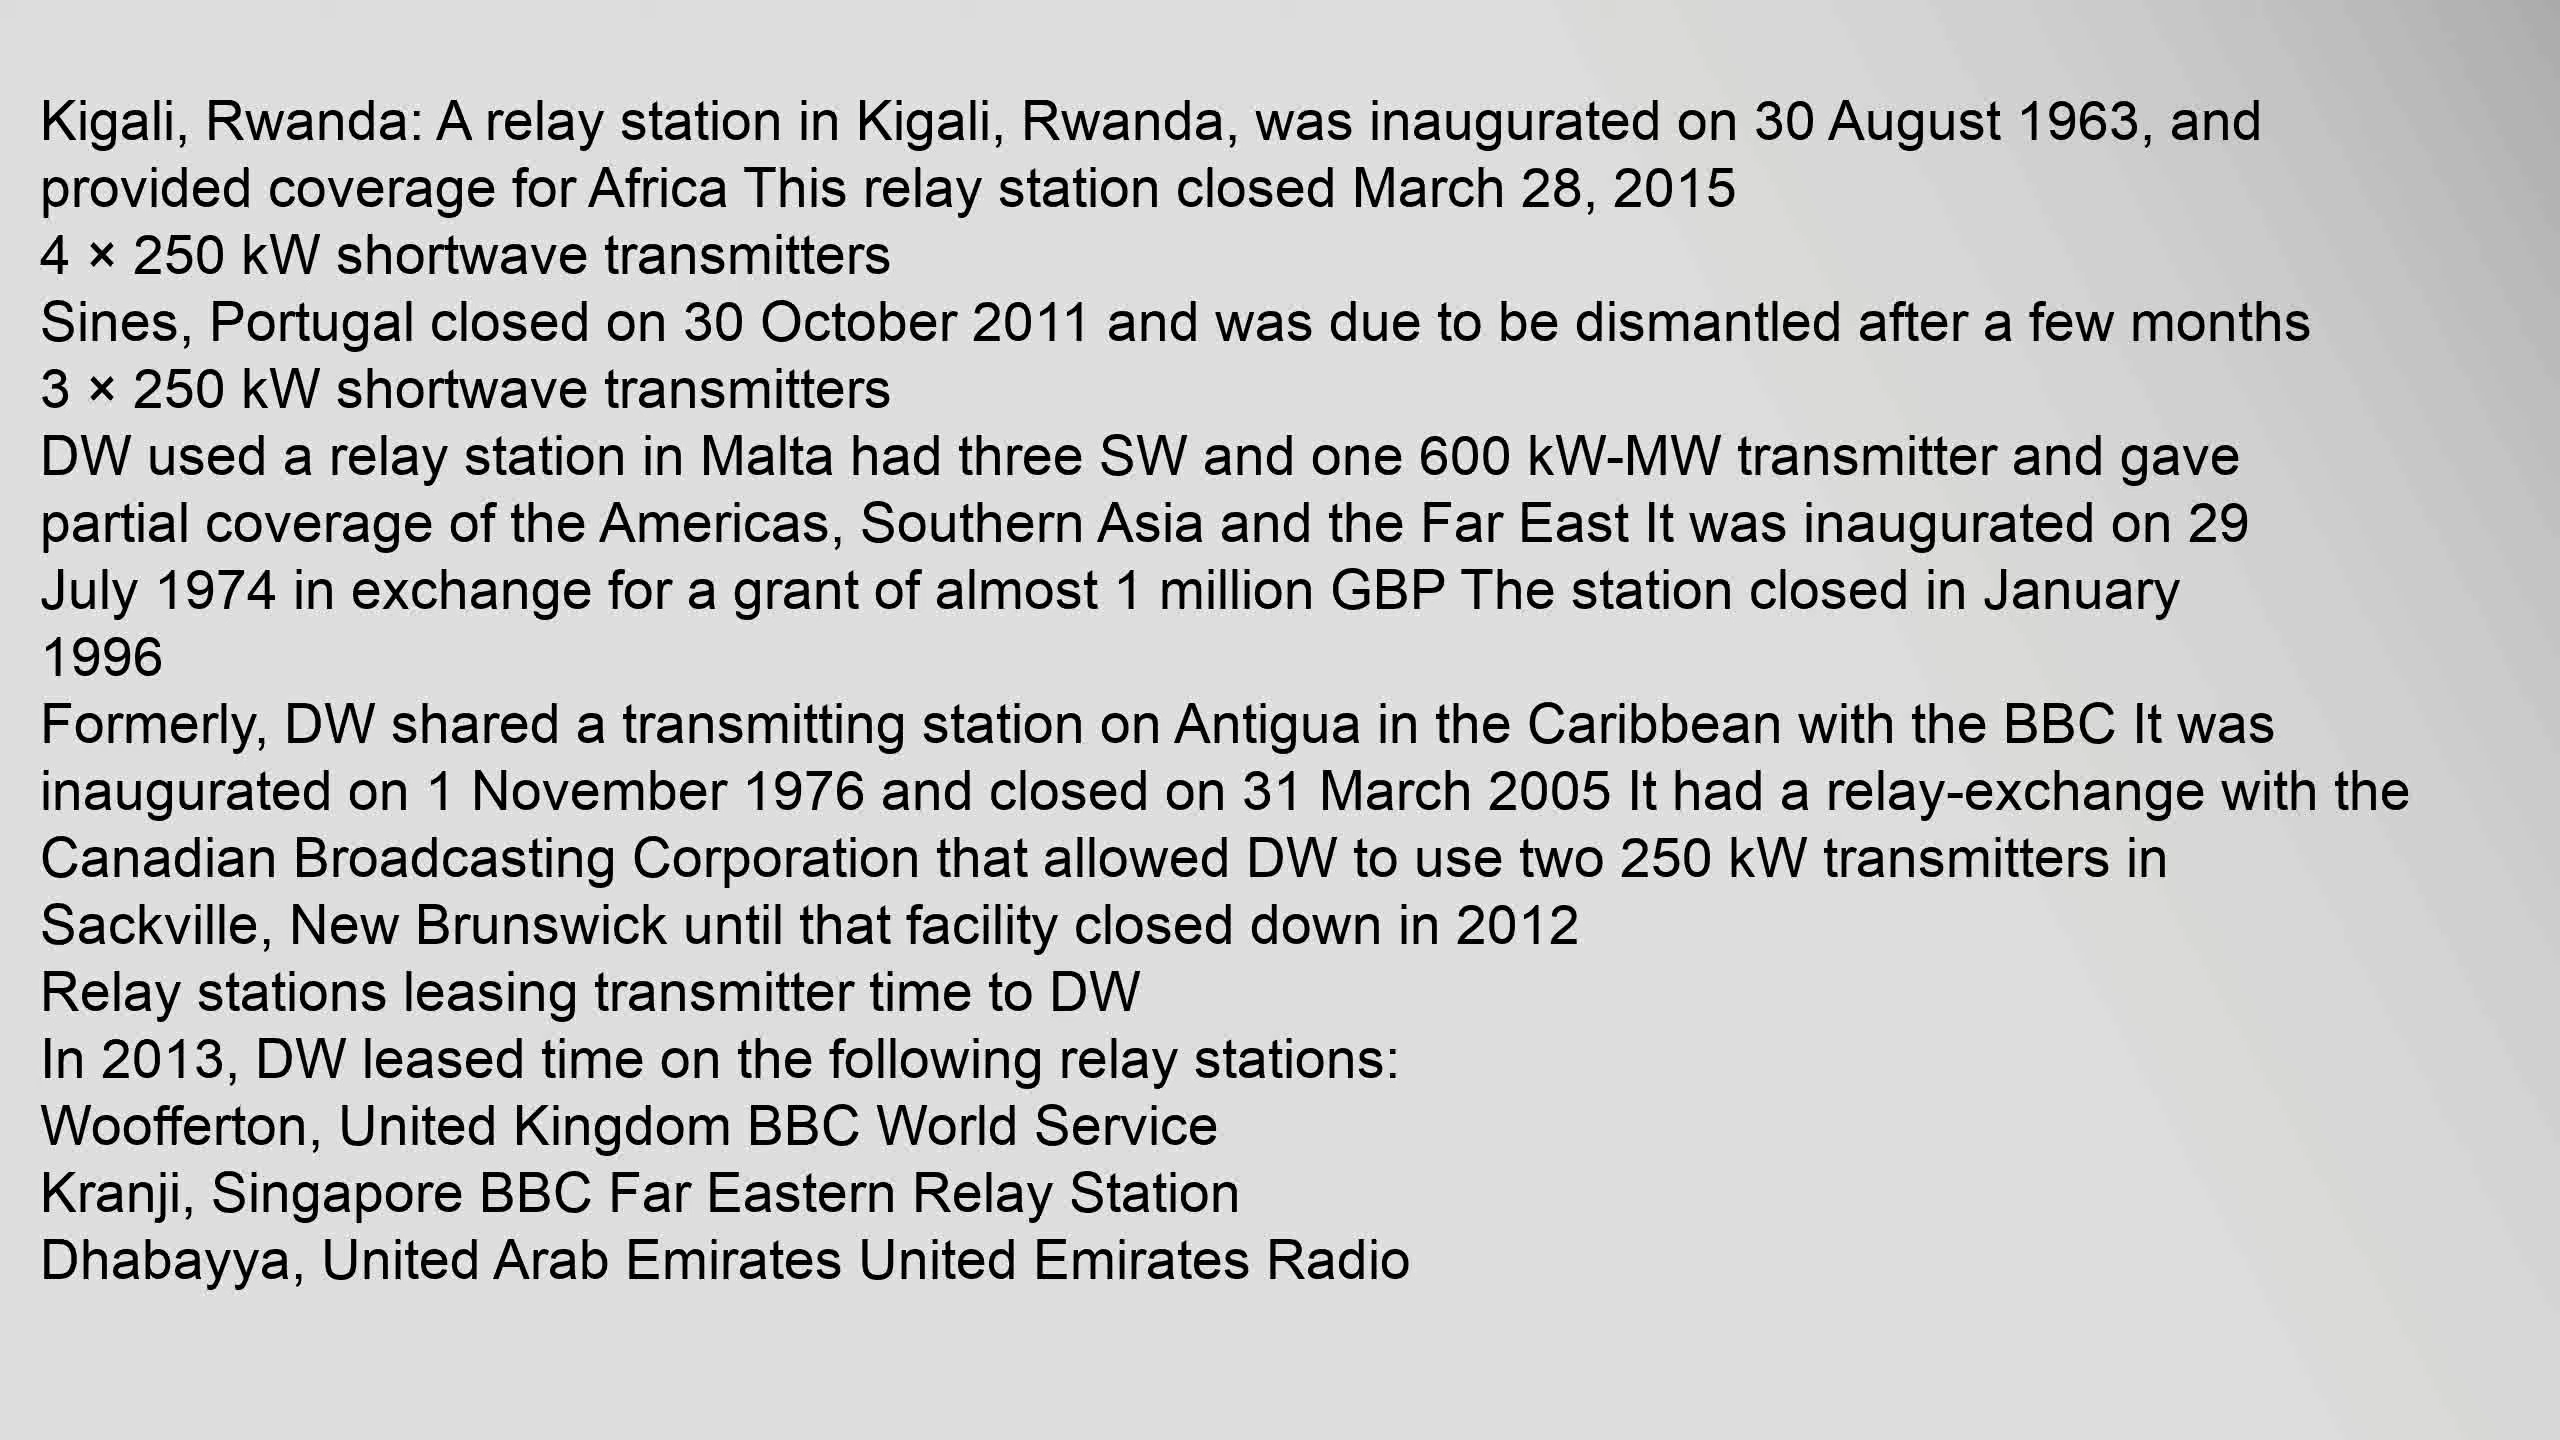 Kigali, Rwanda: A relay station in Kigali, Rwanda, was inaugurated on 30 August 1963, and
provided coverage for Africa This relay station closed March 28, 2015
4 × 250 kW shortwave transmitters
Sines, Portugal closed on 30 October 2011 and was due to be dismantled after a few months
3 × 250 kW shortwave transmitters
DW used a relay station in Malta had three SW and one 600 kW-MW transmitter and gave
partial coverage of the Americas, Southern Asia and the Far East It was inaugurated on 29
July 1974 in exchange for a grant of almost 1 million GBP The station closed in January
1996
Formerly, DW shared a transmitting station on Antigua in the Caribbean with the BBC It was
inaugurated on 1 November 1976 and closed on 31 March 2005 It had a relay-exchange with the
Canadian Broadcasting Corporation that allowed DW to use two 250 kW transmitters in
Sackville, New Brunswick until that facility closed down in 2012
Relay stations leasing transmitter time to DW
In 2013, DW leased time on the following relay stations:
Woofferton, United Kingdom BBC World Service
Kranji, Singapore BBC Far Eastern Relay Station
Dhabayya, United Arab Emirates United Emirates Radio